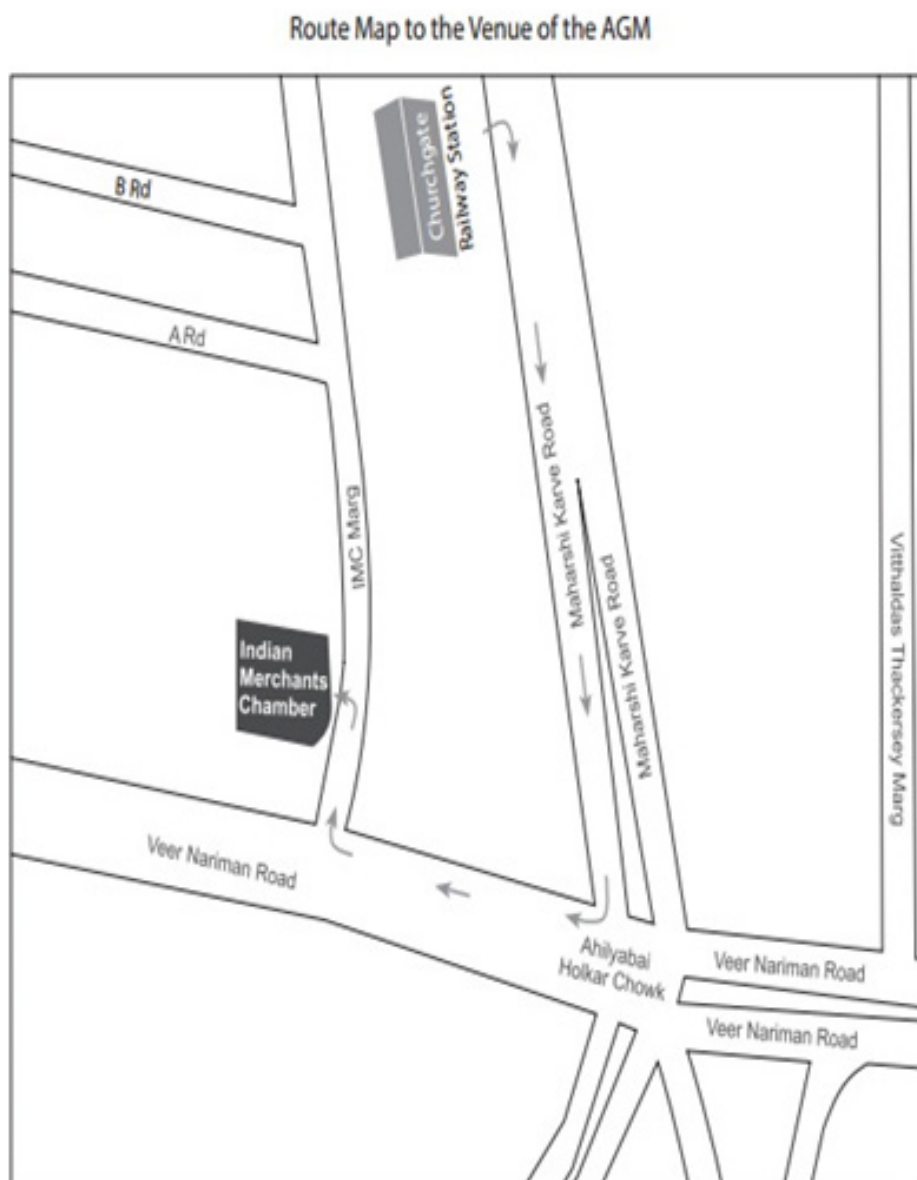 Route Map to the Venue of the AGM
Churchgate
Railway Station
B Rd
A Rd
Maharshi Karve Road
IMC Marg
Maharshi Karve Road
Vitthaldas Thackersey Marg
Indian
Merchants
Chamber
Veer Nariman Road
Ahilyabai
Holkar Chowk
Veer Nariman Road
Veer Nariman Road